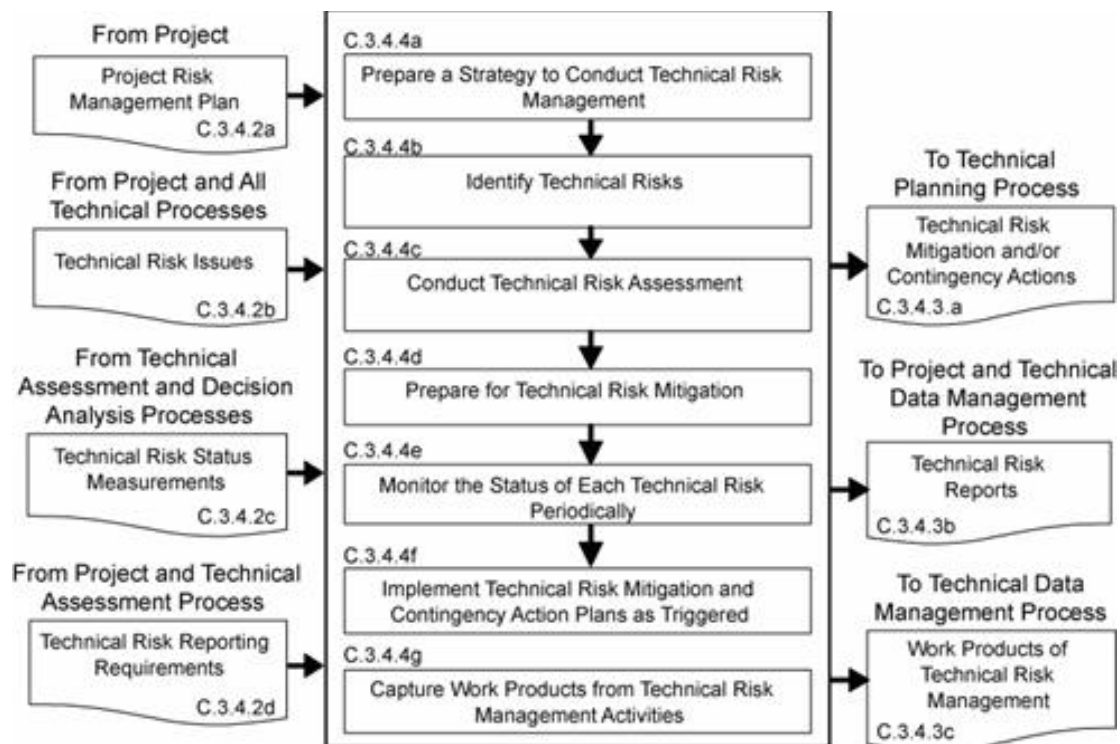 From Project
Project Risk
Management Plan
C.3.4.2a
From Project and All
Technical Processes
Technical Risk Issues
C.3.4.2b
From Technical
Assessment and Decision
Analysis Processes
Technical Risk Status
Measurements
C.3.4.2c
From Project and Technical
Assessment Process
Technical Risk Reporting
Requirements
C.3.4.2d
C.3.4.4a
Prepare a Strategy to Conduct Technical Risk
Management
C.3.4.4b
Identify Technical Risks
C.3.4.4c
Conduct Technical Risk Assessment
C.3.4.4d
Prepare for Technical Risk Mitigation
C.3.4.4e
Monitor the Status of Each Technical Risk
Periodically
C.3.4.4f
Implement Technical Risk Mitigation and
Contingency Action Plans as Triggered
C.3.4.4g
Capture Work Products from Technical Risk
Management Activities
To Technical
Planning Process
Technical Risk
Mitigation and/or
Contingency Actions
C.3.4.3.a
To Project and Technical
Data Management
Process
Technical Risk
Reports
C.3.4.3b
To Technical Data
Management Process
Work Products of
Technical Risk
Management
C.3.4.3c